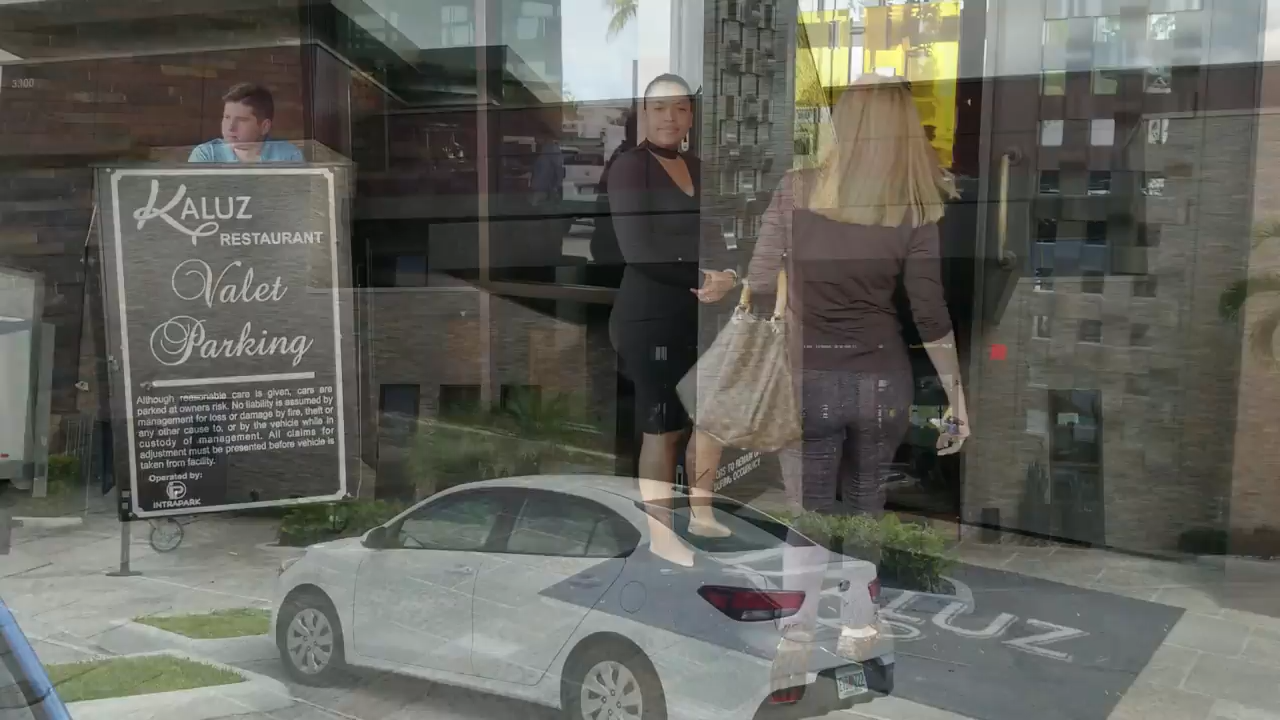 3300
KALUZ
RESTAURANT
Valet
Parking
Although reasonable care is given, cars are
parked at owners risk. No liability is assumed by
management for loss or damage by fire, theft or
any other cause to, or by the vehicle while in
custody of management. All claims for
adjustment must be presented before vehicle is
taken from facility.
Operated by:
INTRAPARK
UZ